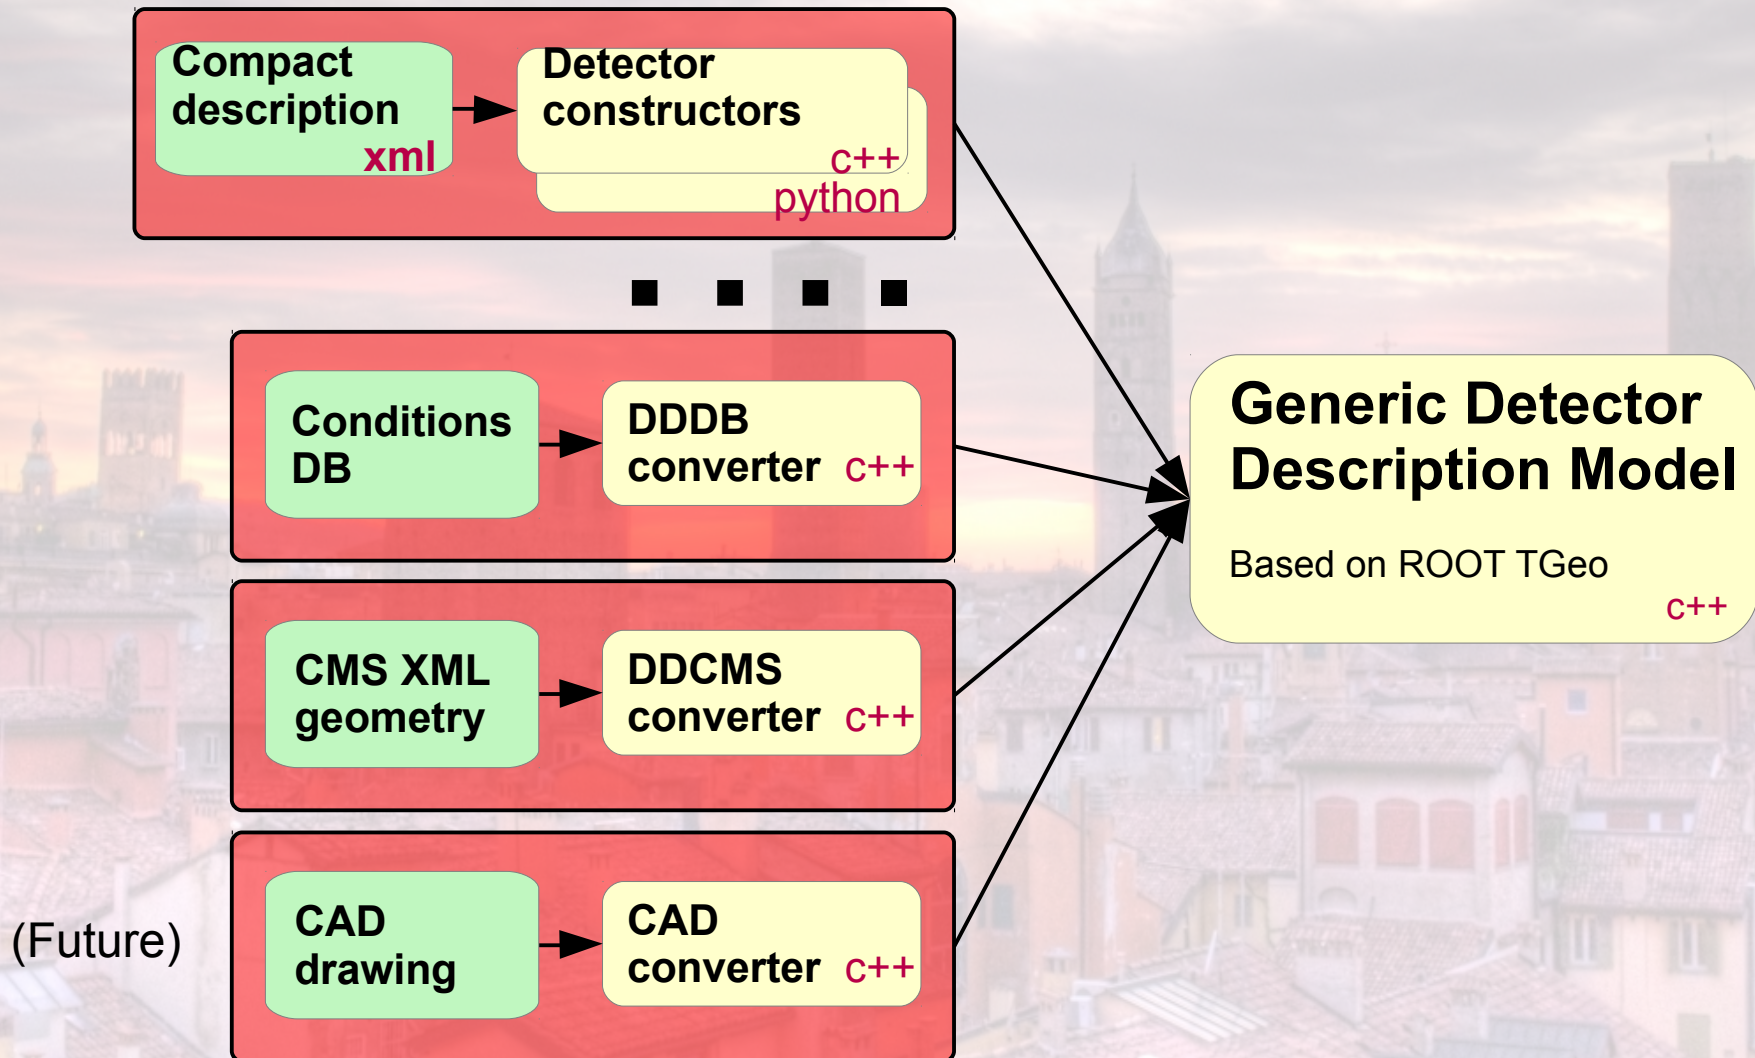 Compact
description
xml
Detector
constructors
c++
python
Conditions
DB
DDDB
converter c++
CMS XML
geometry
DDCMS
converter c++
(Future)
CAD
drawing
CAD
converter c++
Generic Detector
Description Model
Based on ROOT TGeo
c++